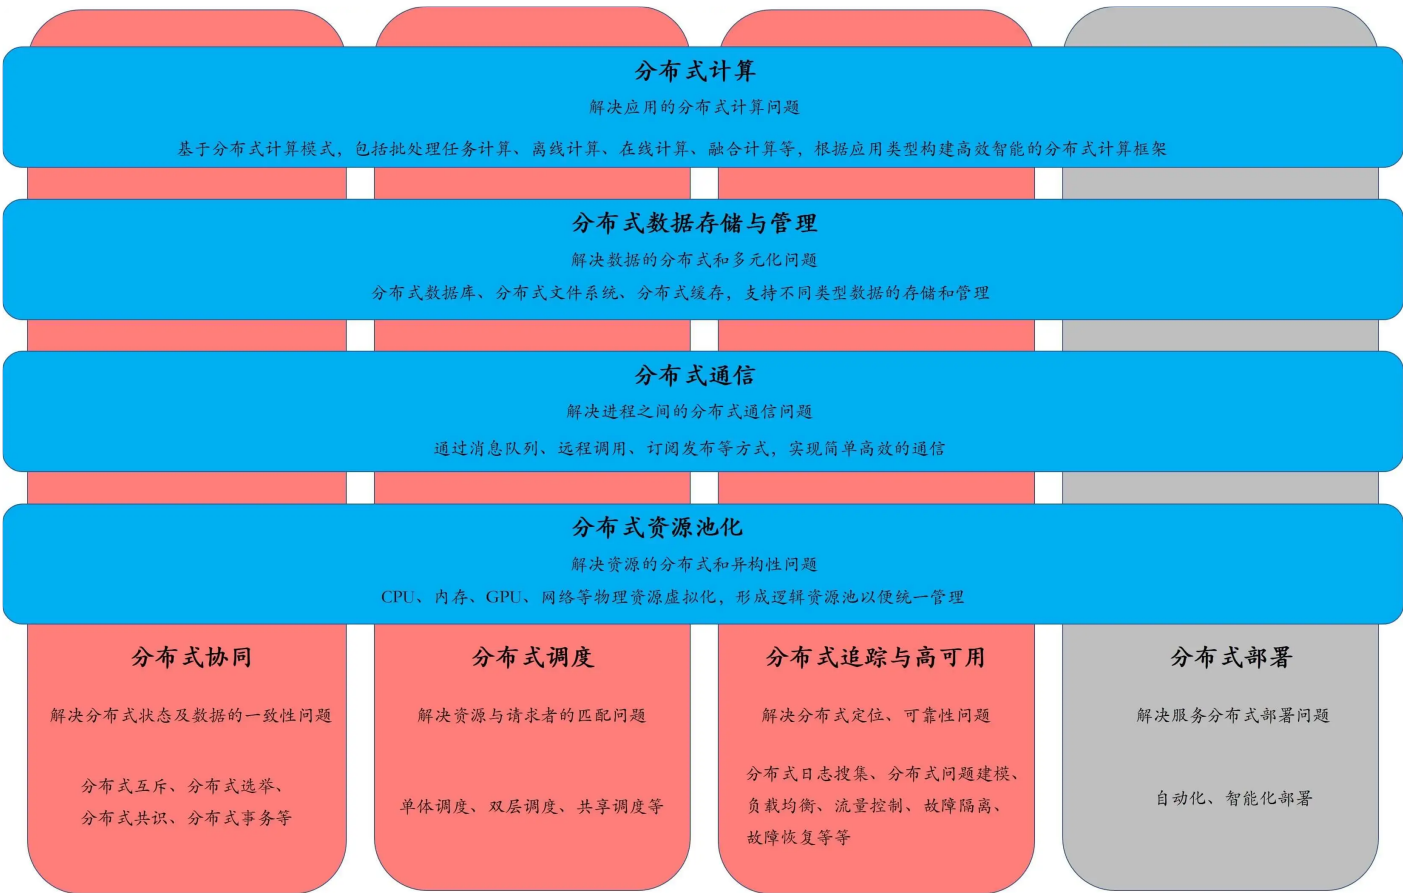 分布式计算
解决应用的分布式计算问题
基于分布式计算模式，包括批处理任务计算、离线计算、在线计算、融合计算等，根据应用类型构建高效智能的分布式计算框架
分布式数据存储与管理
解决数据的分布式和多元化问题
分布式数据库、分布式文件系统、分布式缓存，支持不同类型数据的存储和管理
分布式通信
解决进程之间的分布式通信问题
通过消息队列、远程调用、订阅发布等方式，实现简单高效的通信
分布式资源池化
解决资源的分布式和异构性问题
CPU、内存、GPU、网络等物理资源虚拟化，形成逻辑资源池以便统一管理
分布式协同
解决分布式状态及数据的一致性问题
分布式互斥、分布式选举、
分布式共识、分布式事务等
分布式调度
解决资源与请求者的匹配问题
单体调度、双层调度、共享调度等
分布式追踪与高可用
解决分布式定位、可靠性问题
分布式日志搜集、分布式问题建模、
负载均衡、流量控制、故障隔离、
故障恢复等等
分布式部署
解决服务分布式部署问题
自动化、智能化部署